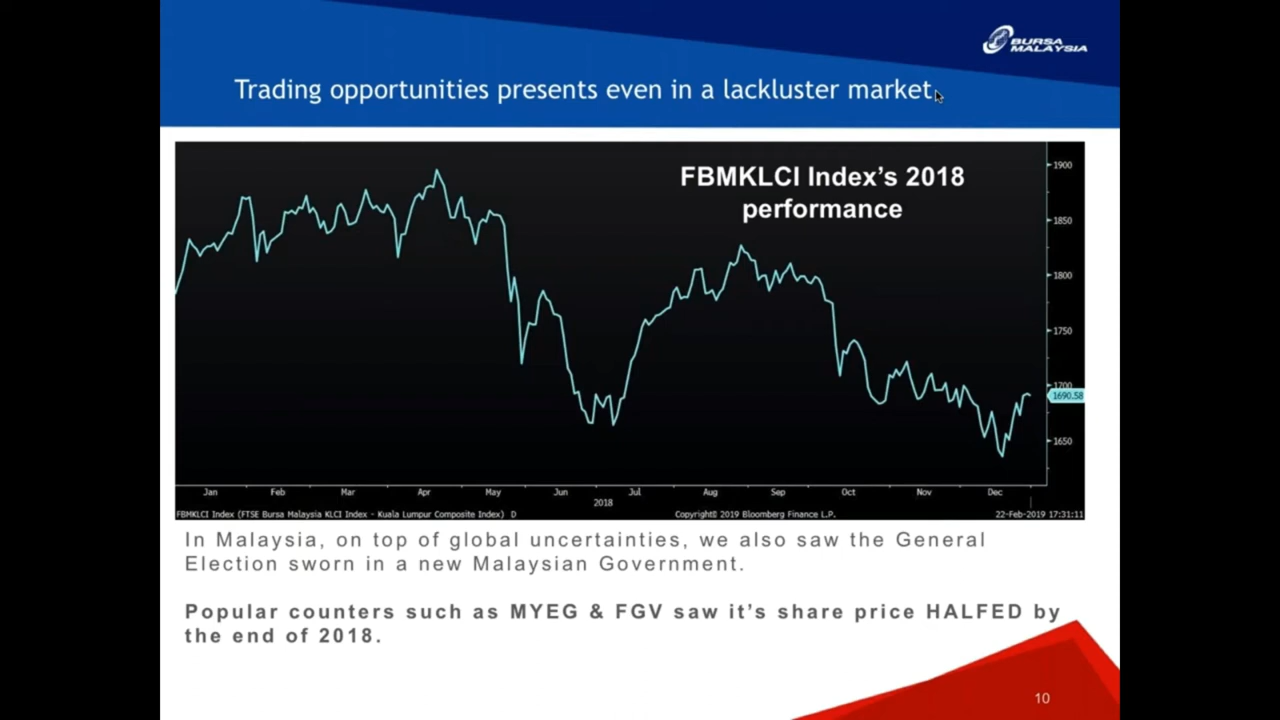 BURSA
MALAYSIA
Trading opportunities presents even in a lackluster market
FBMKLCI Index's 2018
performance
1900
1850
1800
1750
1700
1690.58
1650
Jan Feb Mar Apr May Jun Jul Aug Sep Oct Nov Dec
2018
FBMKLCI Index (FTSE Bursa Malaysia KLCI Index - Kuala Lumpur Composite Index) D Copyright© 2019 Bloomberg Finance L.P. 22-Feb-2019 17:31:11
In Malaysia, on top of global uncertainties, we also saw the General
Election sworn in a new Malaysian Government.
Popular counters such as MYEG & FGV saw it's share price HALFED by
the end of 2018.
10